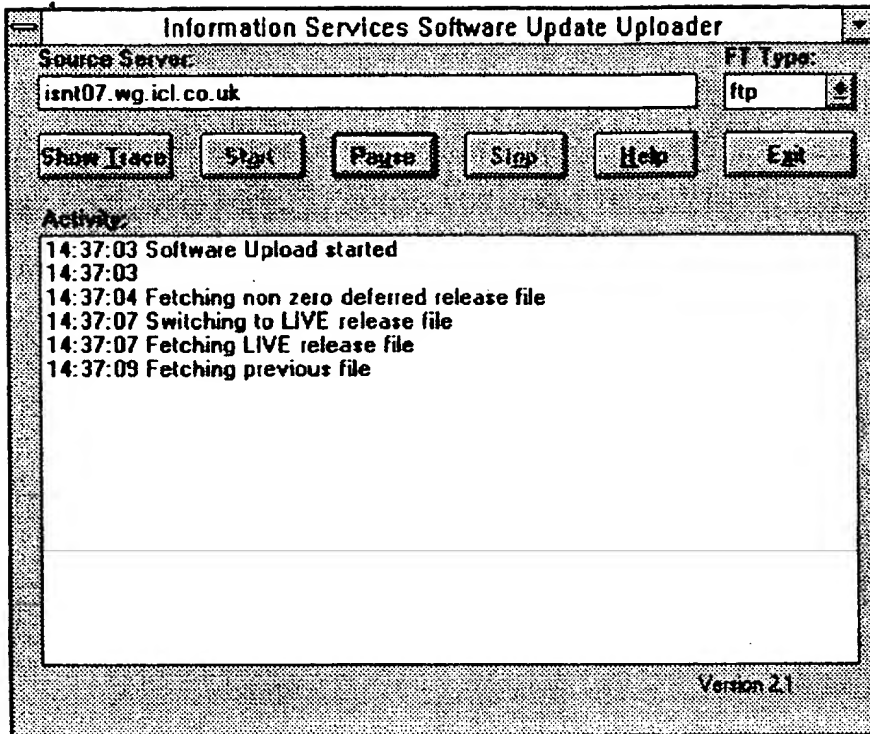 Information Services Software Update Uploader
Source Server:
FT Type:
isnt07.wg.icl.co.uk
ftp
Show Trace
Start
Pause
Stop
Help
Exit
Activity:
14:37:03 Software Upload started
14:37:03
14:37:04 Fetching non zero deferred release file
14:37:07 Switching to LIVE release file
14:37:07 Fetching LIVE release file
14:37:09 Fetching previous file
Version 2.1